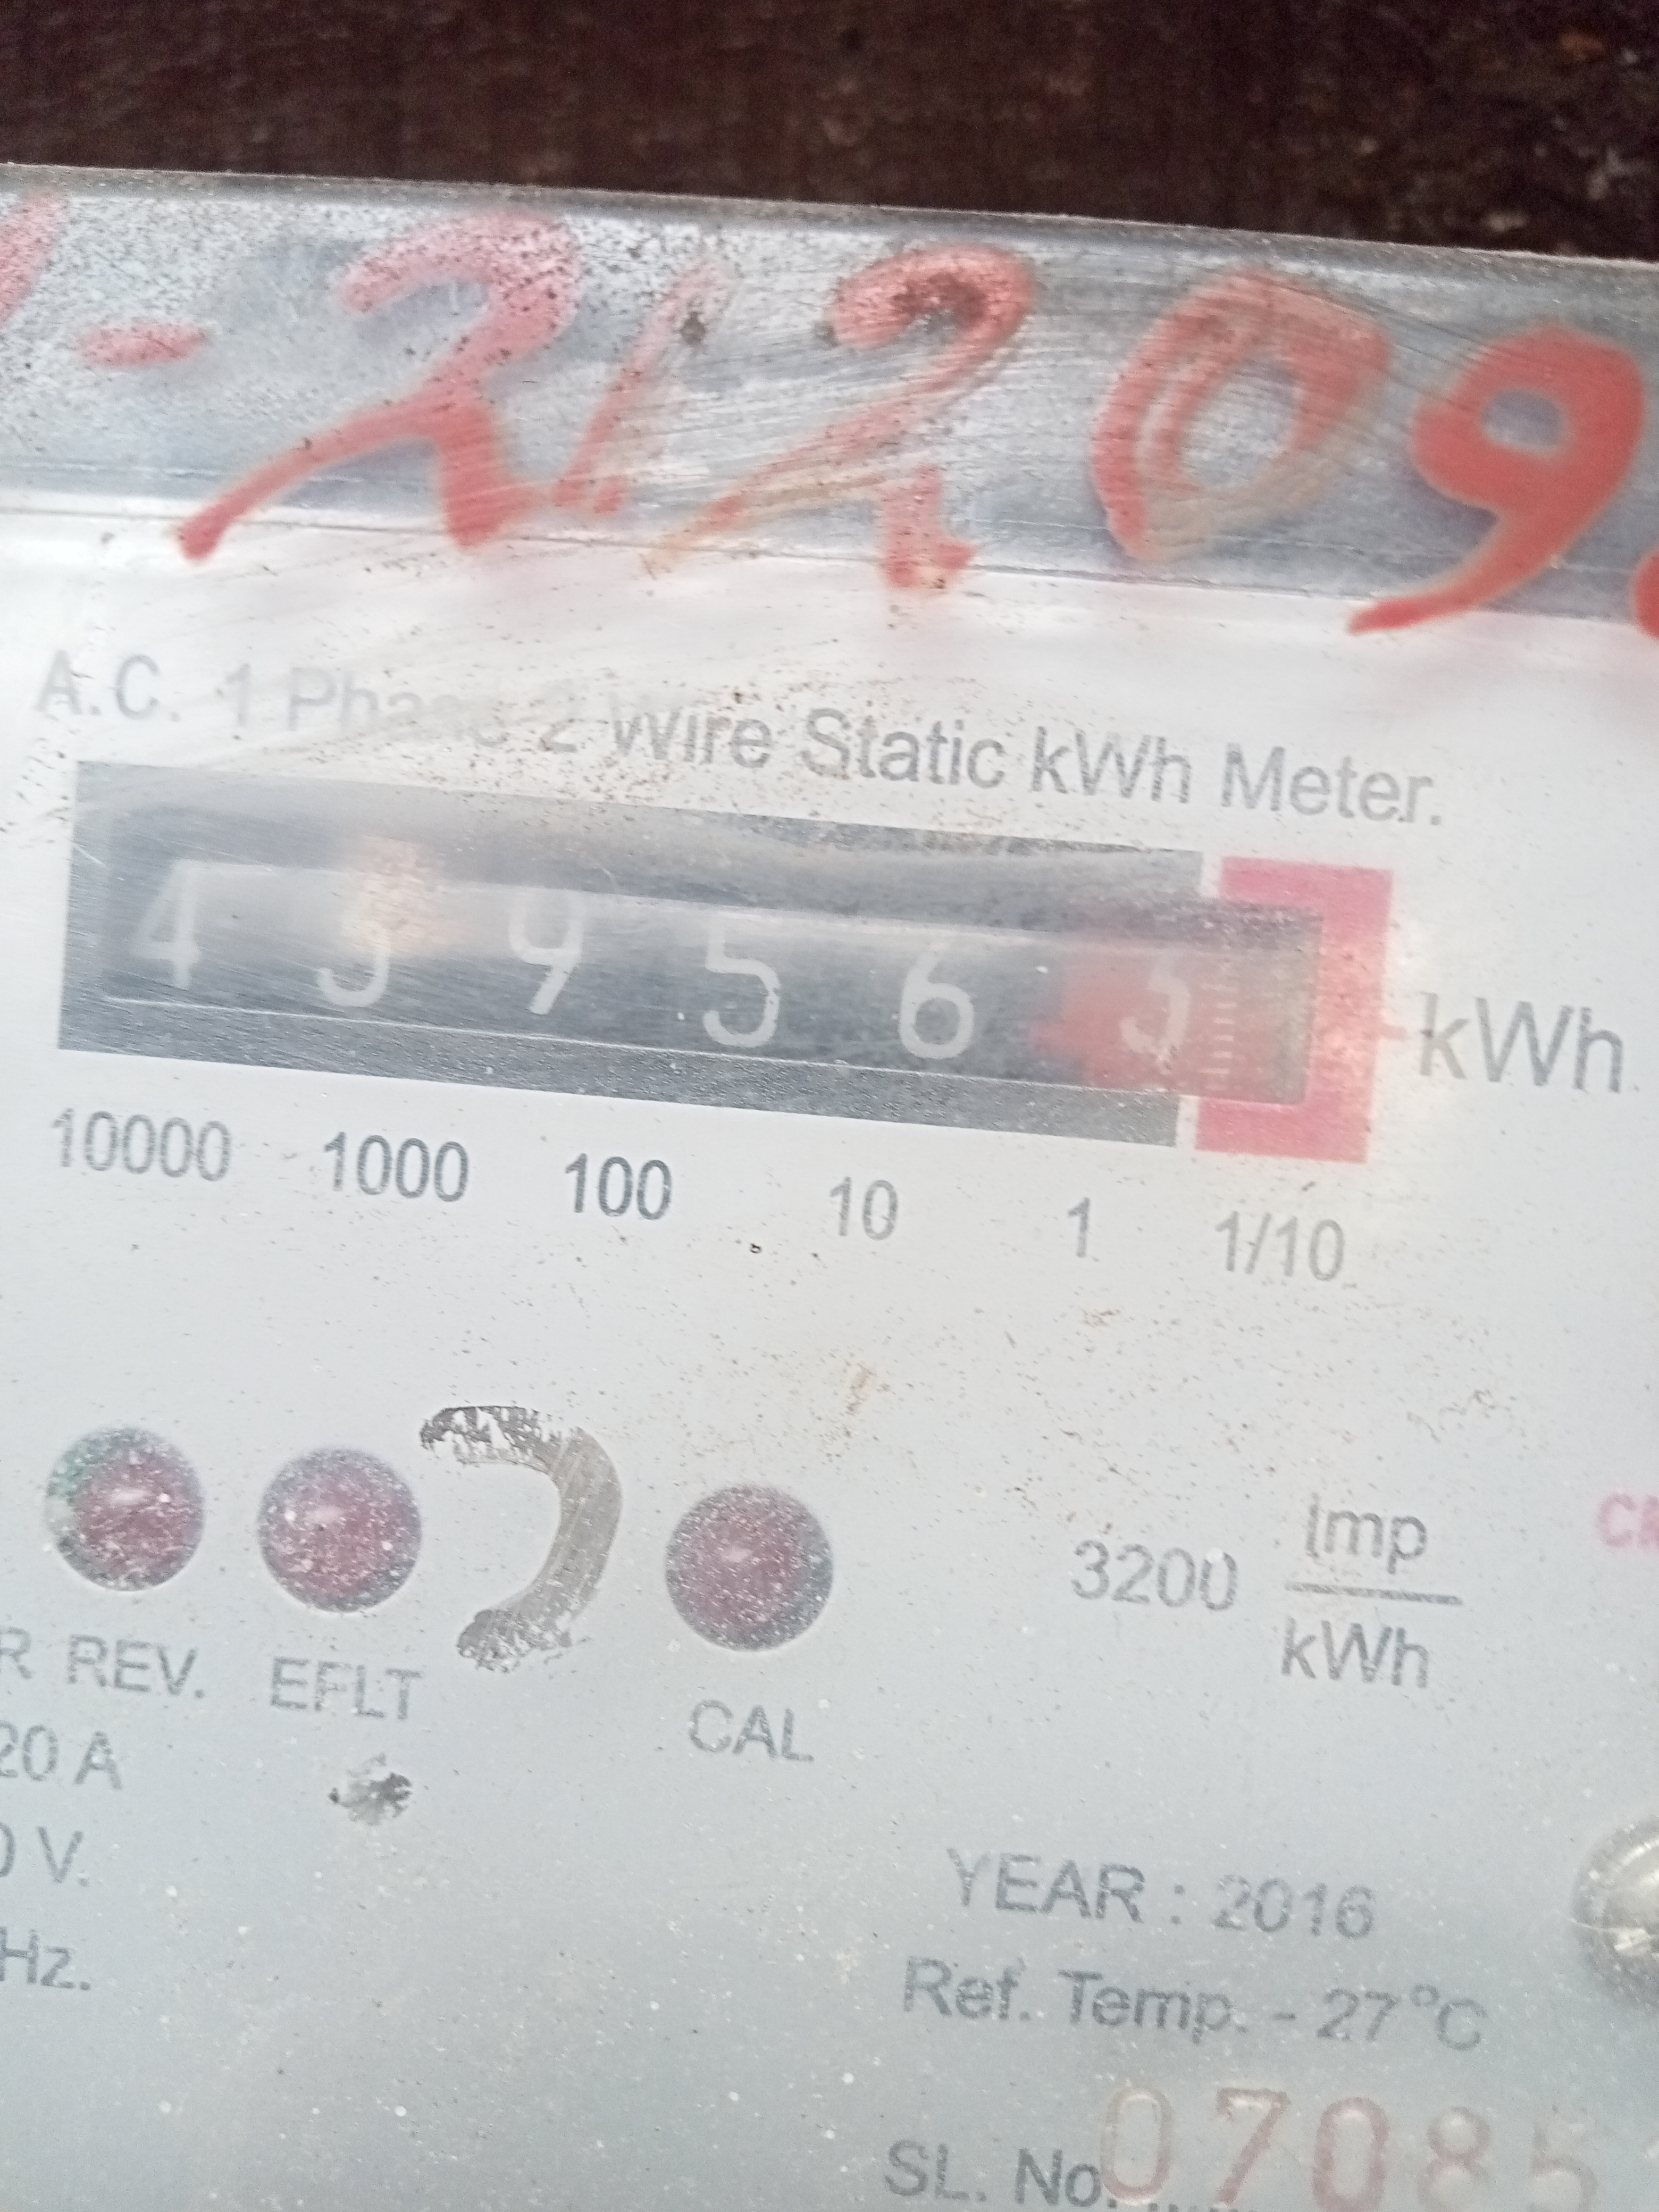 - 21209
A.C. 1 Phase 2 Wire Static kWh Meter.
4 5 9 5 6 5 kWh
10000 1000 100 10 1 1/10
3200 Imp/kWh
R REV. EFLT CAL
20 A
V.
Hz.
YEAR : 2016
Ref. Temp. - 27°C
SL. No. 07085